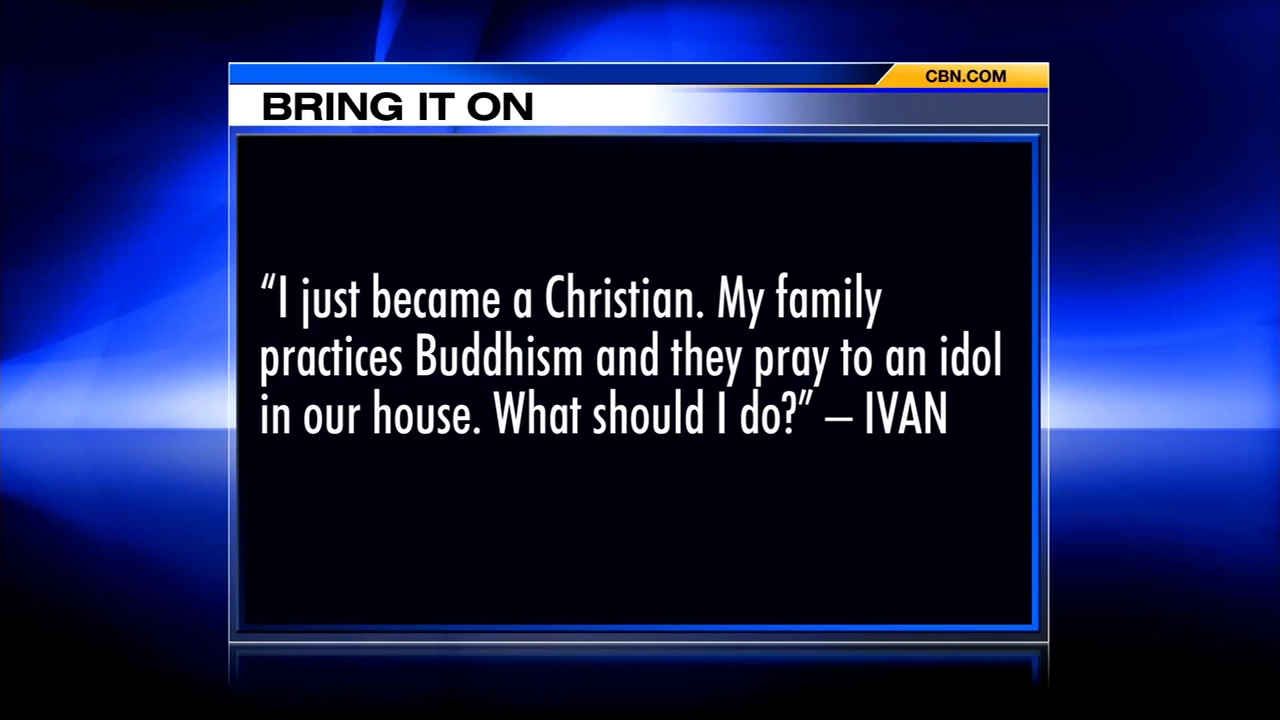 CBN.COM
BRING IT ON
“I just became a Christian. My family
practices Buddhism and they pray to an idol
in our house. What should I do?” – IVAN